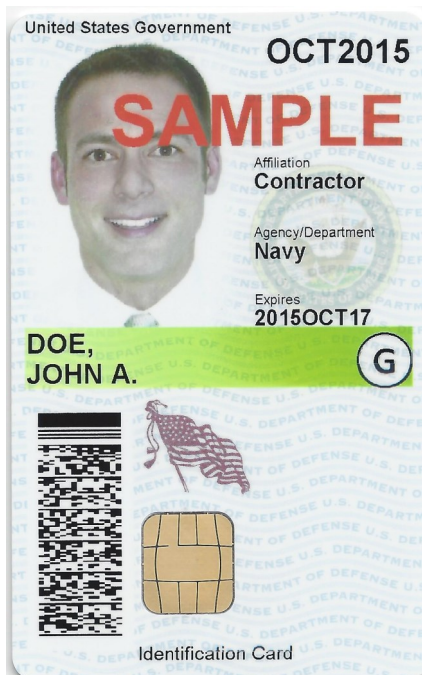 United States Government
OCT2015
SAMPLE
Affiliation
Contractor
Agency/Department
Navy
Expires
2015OCT17
DOE,
JOHN A.
G
Identification Card